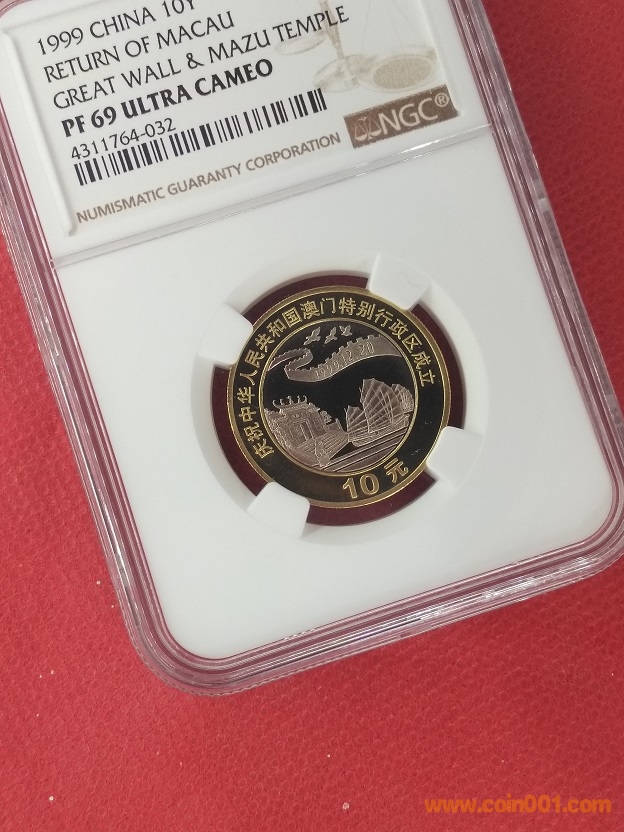 1999 CHINA 10Y
RETURN OF MACAU
GREAT WALL & MAZU TEMPLE
PF 69 ULTRA CAMEO
4311764-032
NGC®
NUMISMATIC GUARANTY CORPORATION
庆祝中华人民共和国澳门特别行政区成立
1999.12.20
10元
www.coin001.com